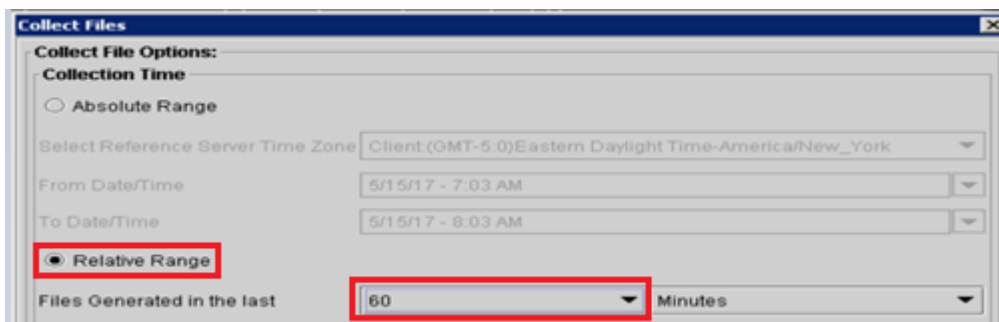 Collect Files
Collect File Options:
Collection Time
Absolute Range
Select Reference Server Time Zone Client:(GMT-5:0)Eastern Daylight Time-America/New_York
From Date/Time 5/15/17 - 7:03 AM
To Date/Time 5/15/17 - 8:03 AM
Relative Range
Files Generated in the last 60 Minutes